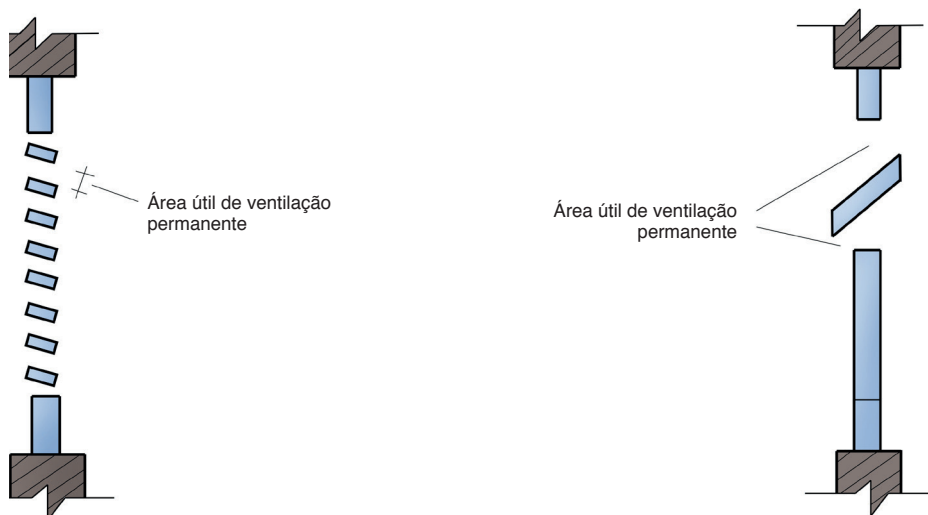 Área útil de ventilação
permanente
Área útil de ventilação
permanente